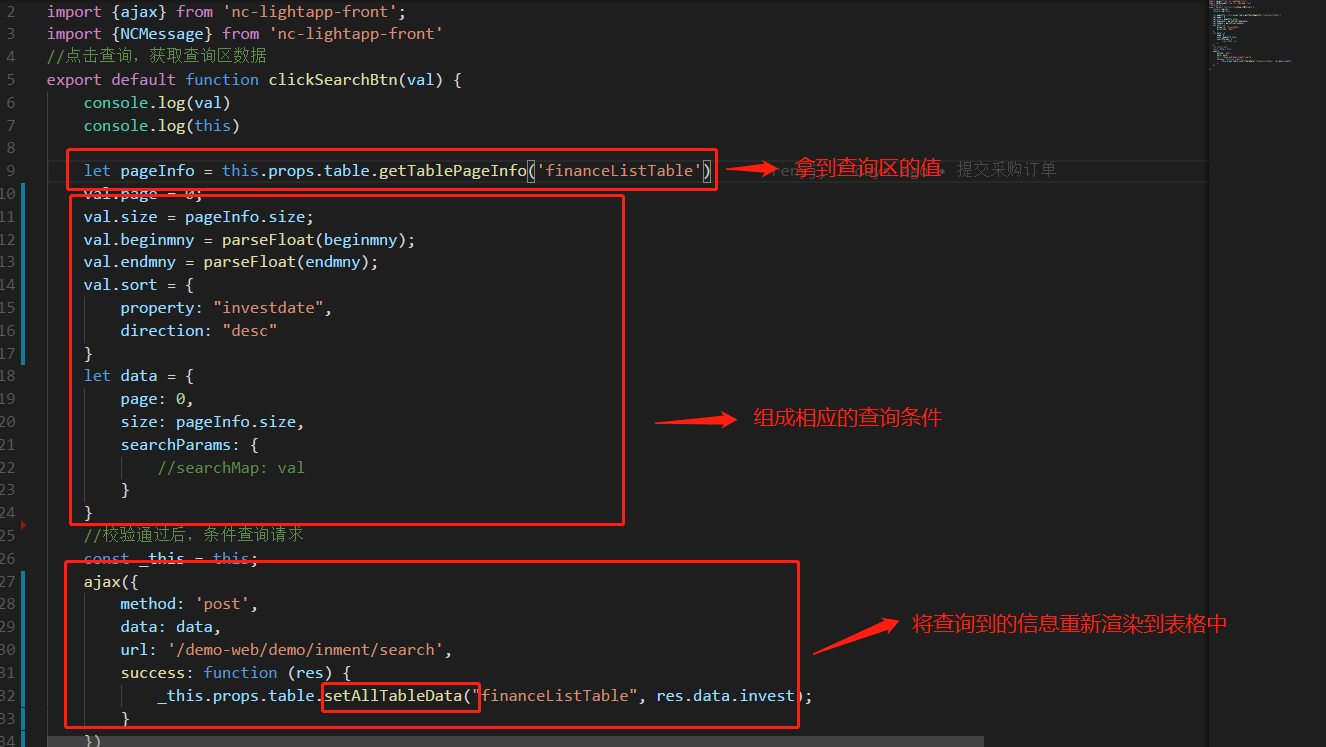 2 import {ajax} from 'nc-lightapp-front';
3 import {NCMessage} from 'nc-lightapp-front'
4 //点击查询，获取查询区数据
5 export default function clickSearchBtn(val) {
6 console.log(val)
7 console.log(this)
8
9 let pageInfo = this.props.table.getTablePageInfo('financeListTable') 拿到查询区的值 • 提交采购订单
10 val.page = 0;
11 val.size = pageInfo.size;
12 val.beginmny = parseFloat(beginmny);
13 val.endmny = parseFloat(endmny);
14 val.sort = {
15 property: "investdate",
16 direction: "desc"
17 }
18 let data = {
19 page: 0,
20 size: pageInfo.size,
组成相应的查询条件
21 searchParams: {
22 //searchMap: val
23 }
24 }
25 //校验通过后，条件查询请求
26 const _this = this;
27 ajax({
28 method: 'post',
29 data: data,
将查询到的信息重新渲染到表格中
30 url: '/demo-web/demo/inment/search',
31 success: function (res) {
32 _this.props.table.setAllTableData("financeListTable", res.data.invest);
33 }
34 })